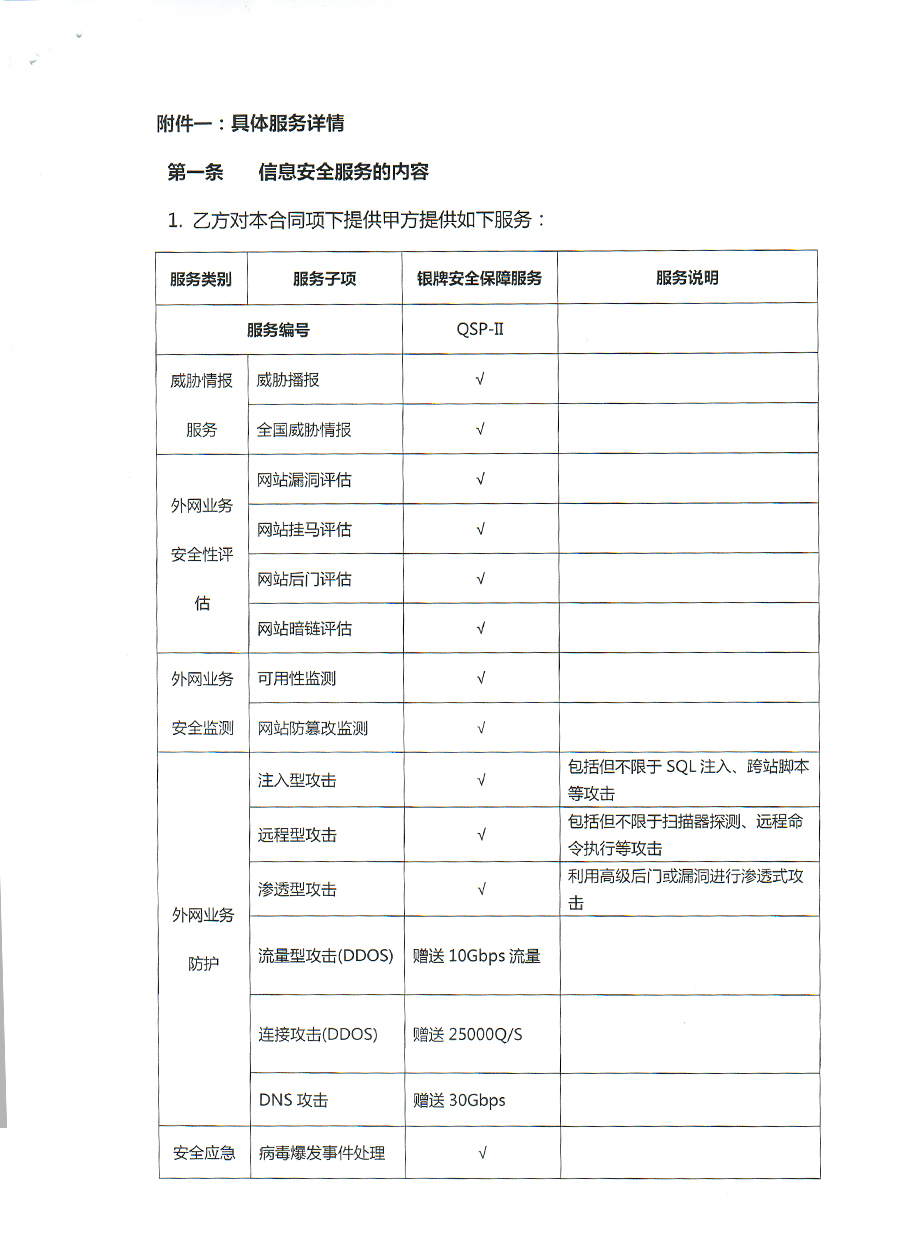 附件一：具体服务详情
第一条 信息安全服务的内容
1. 乙方对本合同项下提供甲方提供如下服务：
服务类别 服务子项 银牌安全保障服务 服务说明
服务编号 QSP-II
威胁情报 威胁播报 √
服务 全国威胁情报 √
网站漏洞评估 √
外网业务 网站挂马评估 √
安全性评 网站后门评估 √
估 网站暗链评估 √
外网业务 可用性监测 √
安全监测 网站防篡改监测 √
注入型攻击 √ 包括但不限于 SQL 注入、跨站脚本
等攻击
远程型攻击 √ 包括但不限于扫描器探测、远程命
令执行等攻击
渗透型攻击 √ 利用高级后门或漏洞进行渗透式攻
击
外网业务
防护
流量型攻击(DDOS) 赠送 10Gbps 流量
连接攻击(DDOS) 赠送 25000Q/S
DNS 攻击 赠送 30Gbps
安全应急 病毒爆发事件处理 √